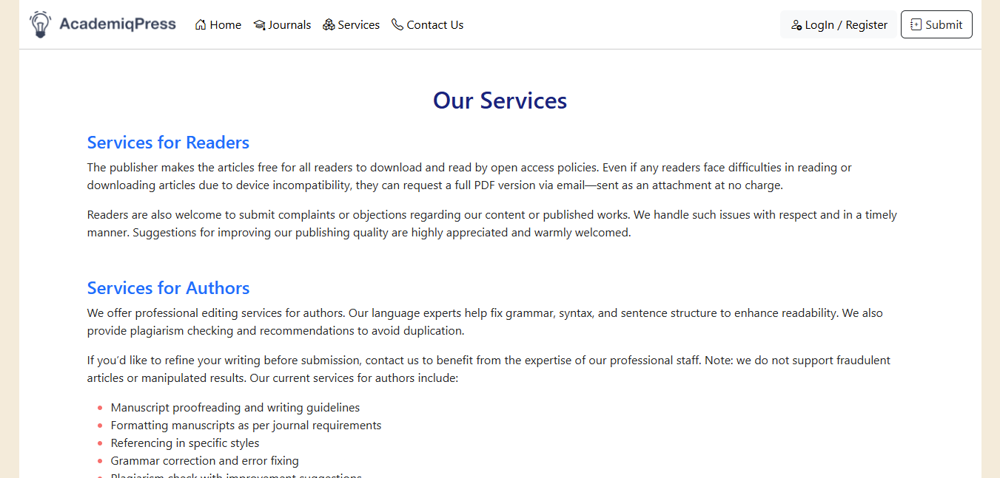 AcademiqPress Home Journals Services Contact Us LogIn / Register Submit
Our Services
Services for Readers
The publisher makes the articles free for all readers to download and read by open access policies. Even if any readers face difficulties in reading or
downloading articles due to device incompatibility, they can request a full PDF version via email—sent as an attachment at no charge.
Readers are also welcome to submit complaints or objections regarding our content or published works. We handle such issues with respect and in a timely
manner. Suggestions for improving our publishing quality are highly appreciated and warmly welcomed.
Services for Authors
We offer professional editing services for authors. Our language experts help fix grammar, syntax, and sentence structure to enhance readability. We also
provide plagiarism checking and recommendations to avoid duplication.
If you’d like to refine your writing before submission, contact us to benefit from the expertise of our professional staff. Note: we do not support fraudulent
articles or manipulated results. Our current services for authors include:
Manuscript proofreading and writing guidelines
Formatting manuscripts as per journal requirements
Referencing in specific styles
Grammar correction and error fixing
Plagiarism check with improvement suggestions